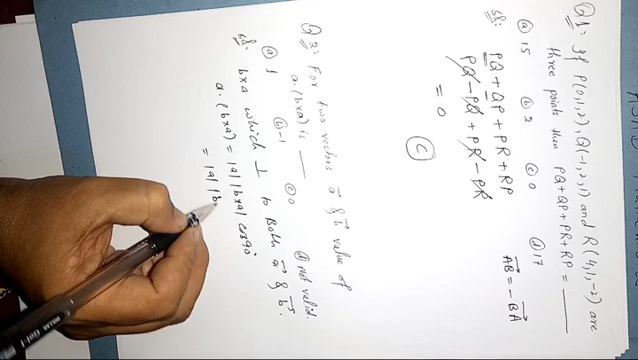 Q1: If P(0,1,2), Q(-1,2,1) and R(4,1,-2) are
three points then PQ + QP + PR + RP = ____
(a) 15 (b) 2 (c) 0 (d) 17
Sol: PQ + QP + PR + RP
PQ - PQ + PR - PR
= 0
(C)
AB = -BA
Q2: For two vectors a & b value of
a.(b×a) is ____
(a) 1 (b) -1 (c) 0 (d) not valid.
Sol: b×a which ⊥ to Both a & b.
a.(b×a) = |a||b×a| cos90°
= |a||b